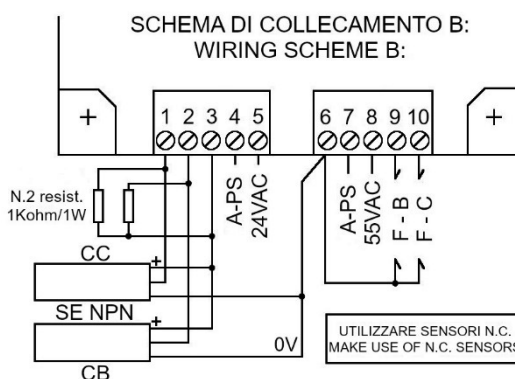 SCHEMA DI COLLECAMENTO B:
WIRING SCHEME B:
1 2 3 4 5
6 7 8 9 10
A-PS
24VAC
A-PS
55VAC
F - B
F - C
N.2 resist.
1Kohm/1W
CC
+
SE NPN
+
CB
0V
UTILIZZARE SENSORI N.C.
MAKE USE OF N.C. SENSORS